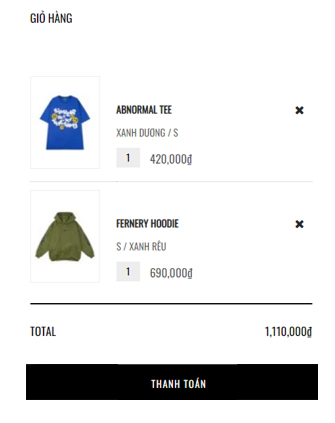 GIỎ HÀNG
ABNORMAL TEE
XANH DƯƠNG / S
1
420,000₫
FERNERY HOODIE
S / XANH RÊU
1
690,000₫
TOTAL
1,110,000₫
THANH TOÁN